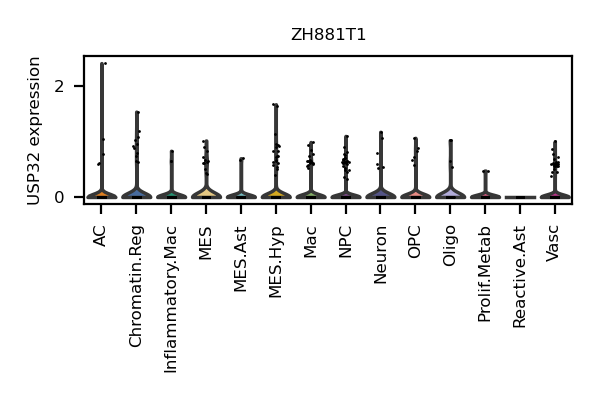 ZH881T1
USP32 expression
2
0
AC
Chromatin.Reg
Inflammatory.Mac
MES
MES.Ast
MES.Hyp
Mac
NPC
Neuron
OPC
Oligo
Prolif.Metab
Reactive.Ast
Vasc